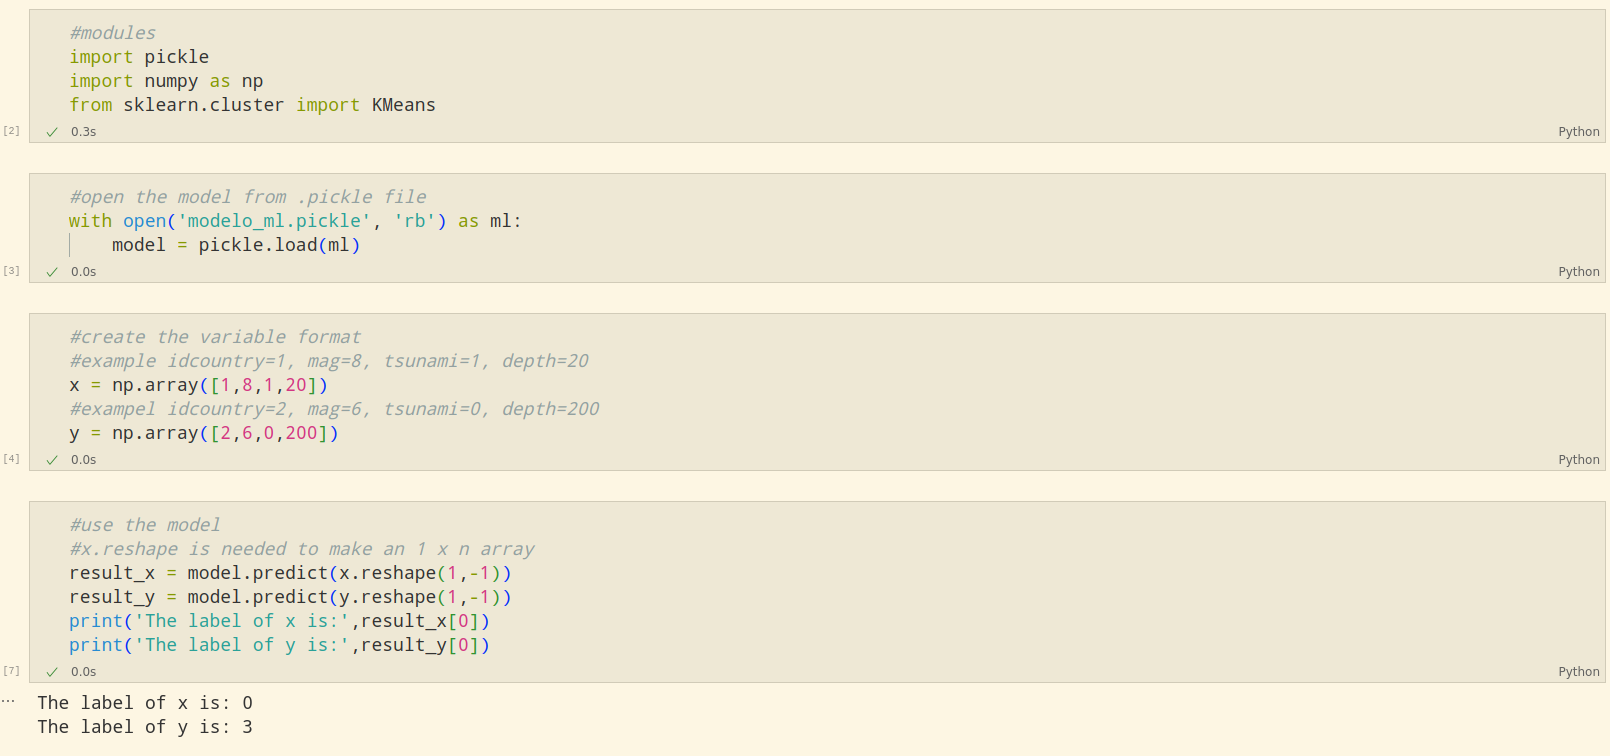 #modules
import pickle
import numpy as np
from sklearn.cluster import KMeans
[2] ✓ 0.3s Python
#open the model from .pickle file
with open('modelo_ml.pickle', 'rb') as ml:
    model = pickle.load(ml)
[3] ✓ 0.0s Python
#create the variable format
#example idcountry=1, mag=8, tsunami=1, depth=20
x = np.array([1,8,1,20])
#exampel idcountry=2, mag=6, tsunami=0, depth=200
y = np.array([2,6,0,200])
[4] ✓ 0.0s Python
#use the model
#x.reshape is needed to make an 1 x n array
result_x = model.predict(x.reshape(1,-1))
result_y = model.predict(y.reshape(1,-1))
print('The label of x is:',result_x[0])
print('The label of y is:',result_y[0])
[7] ✓ 0.0s Python
... The label of x is: 0
The label of y is: 3